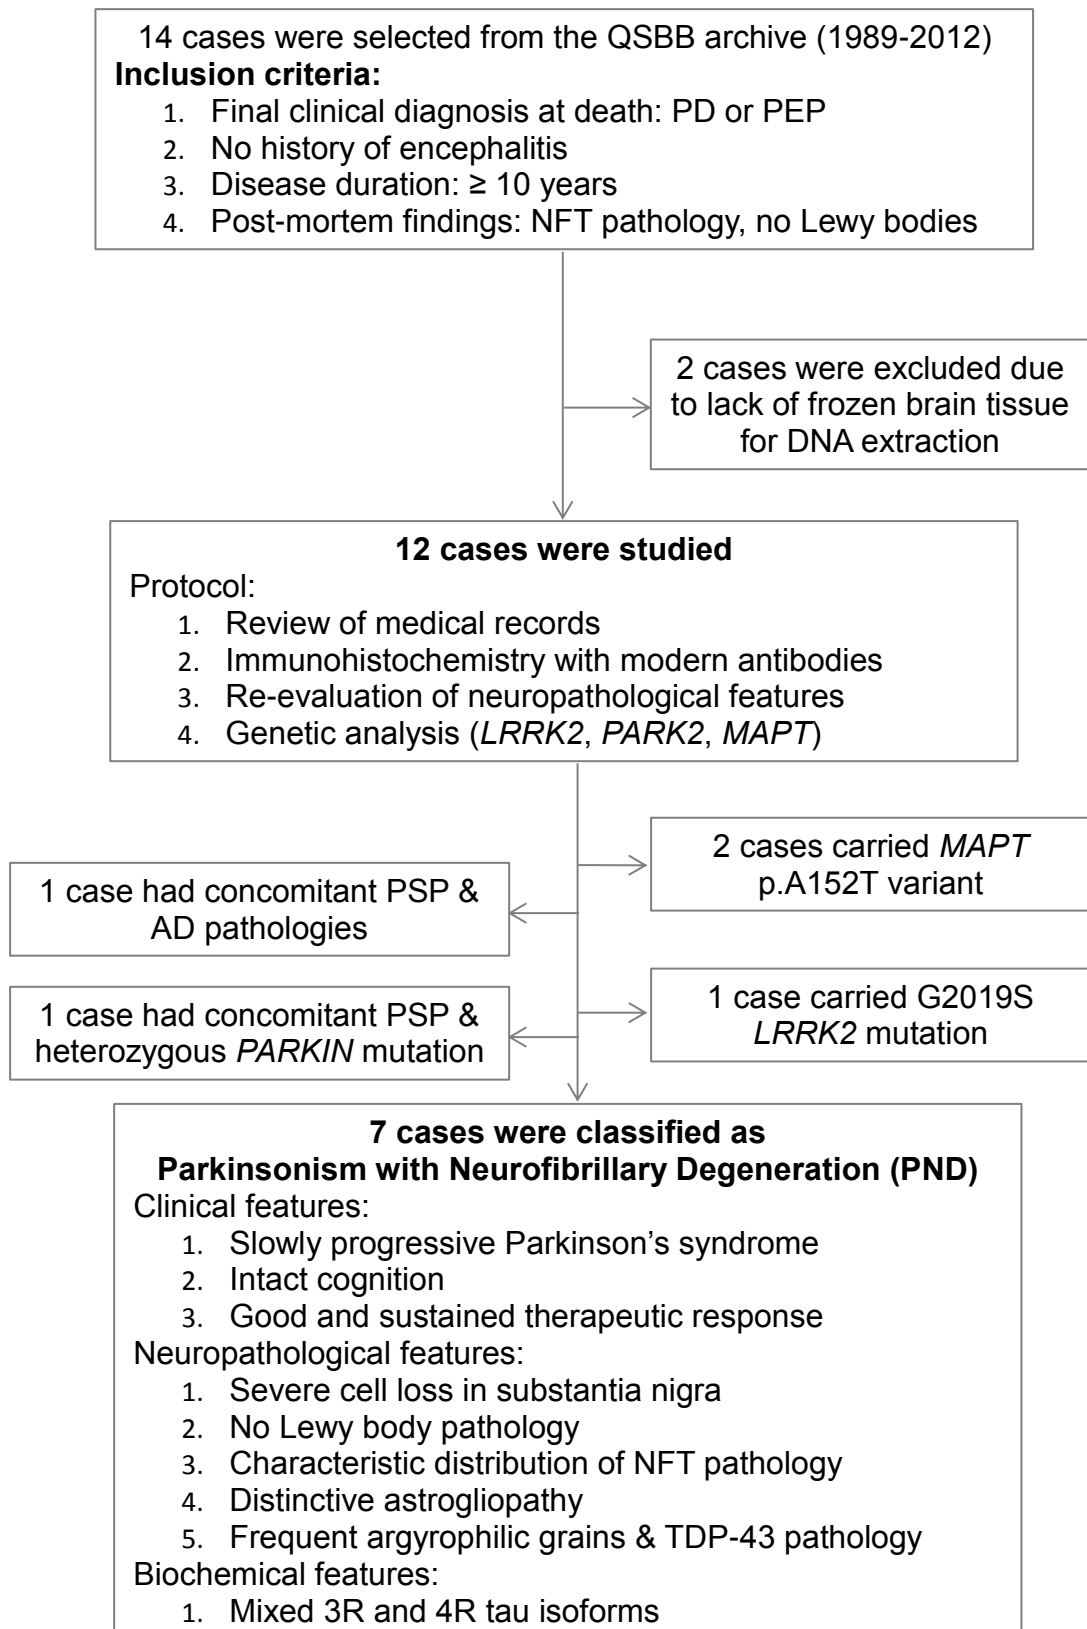 14 cases were selected from the QSBB archive (1989-2012)
Inclusion criteria:
1. Final clinical diagnosis at death: PD or PEP
2. No history of encephalitis
3. Disease duration: ≥ 10 years
4. Post-mortem findings: NFT pathology, no Lewy bodies
2 cases were excluded due
to lack of frozen brain tissue
for DNA extraction
12 cases were studied
Protocol:
1. Review of medical records
2. Immunohistochemistry with modern antibodies
3. Re-evaluation of neuropathological features
4. Genetic analysis (LRRK2, PARK2, MAPT)
2 cases carried MAPT
p.A152T variant
1 case had concomitant PSP &
AD pathologies
1 case carried G2019S
LRRK2 mutation
1 case had concomitant PSP &
heterozygous PARKIN mutation
7 cases were classified as
Parkinsonism with Neurofibrillary Degeneration (PND)
Clinical features:
1. Slowly progressive Parkinson's syndrome
2. Intact cognition
3. Good and sustained therapeutic response
Neuropathological features:
1. Severe cell loss in substantia nigra
2. No Lewy body pathology
3. Characteristic distribution of NFT pathology
4. Distinctive astrogliopathy
5. Frequent argyrophilic grains & TDP-43 pathology
Biochemical features:
1. Mixed 3R and 4R tau isoforms